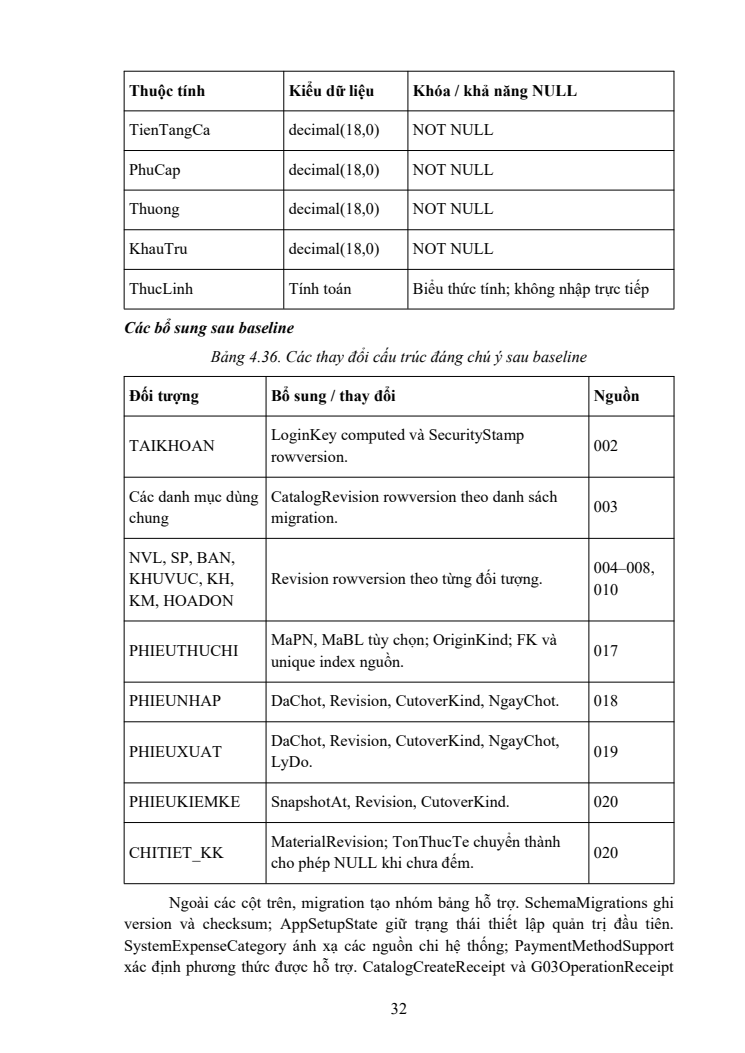 Thuộc tính Kiểu dữ liệu Khóa / khả năng NULL
TienTangCa decimal(18,0) NOT NULL
PhuCap decimal(18,0) NOT NULL
Thuong decimal(18,0) NOT NULL
KhauTru decimal(18,0) NOT NULL
ThucLinh Tính toán Biểu thức tính; không nhập trực tiếp
Các bổ sung sau baseline
Bảng 4.36. Các thay đổi cấu trúc đáng chú ý sau baseline
Đối tượng Bổ sung / thay đổi Nguồn
TAIKHOAN
LoginKey computed và SecurityStamp
rowversion.
002
Các danh mục dùng
chung
CatalogRevision rowversion theo danh sách
migration.
003
NVL, SP, BAN,
KHUVUC, KH,
KM, HOADON
Revision rowversion theo từng đối tượng.
004–008,
010
PHIEUTHUCHI
MaPN, MaBL tùy chọn; OriginKind; FK và
unique index nguồn.
017
PHIEUNHAP DaChot, Revision, CutoverKind, NgayChot. 018
PHIEUXUAT
DaChot, Revision, CutoverKind, NgayChot,
LyDo.
019
PHIEUKIEMKE SnapshotAt, Revision, CutoverKind. 020
CHITIET_KK
MaterialRevision; TonThucTe chuyển thành
cho phép NULL khi chưa đếm.
020
Ngoài các cột trên, migration tạo nhóm bảng hỗ trợ. SchemaMigrations ghi
version và checksum; AppSetupState giữ trạng thái thiết lập quản trị đầu tiên.
SystemExpenseCategory ánh xạ các nguồn chi hệ thống; PaymentMethodSupport
xác định phương thức được hỗ trợ. CatalogCreateReceipt và G03OperationReceipt
32